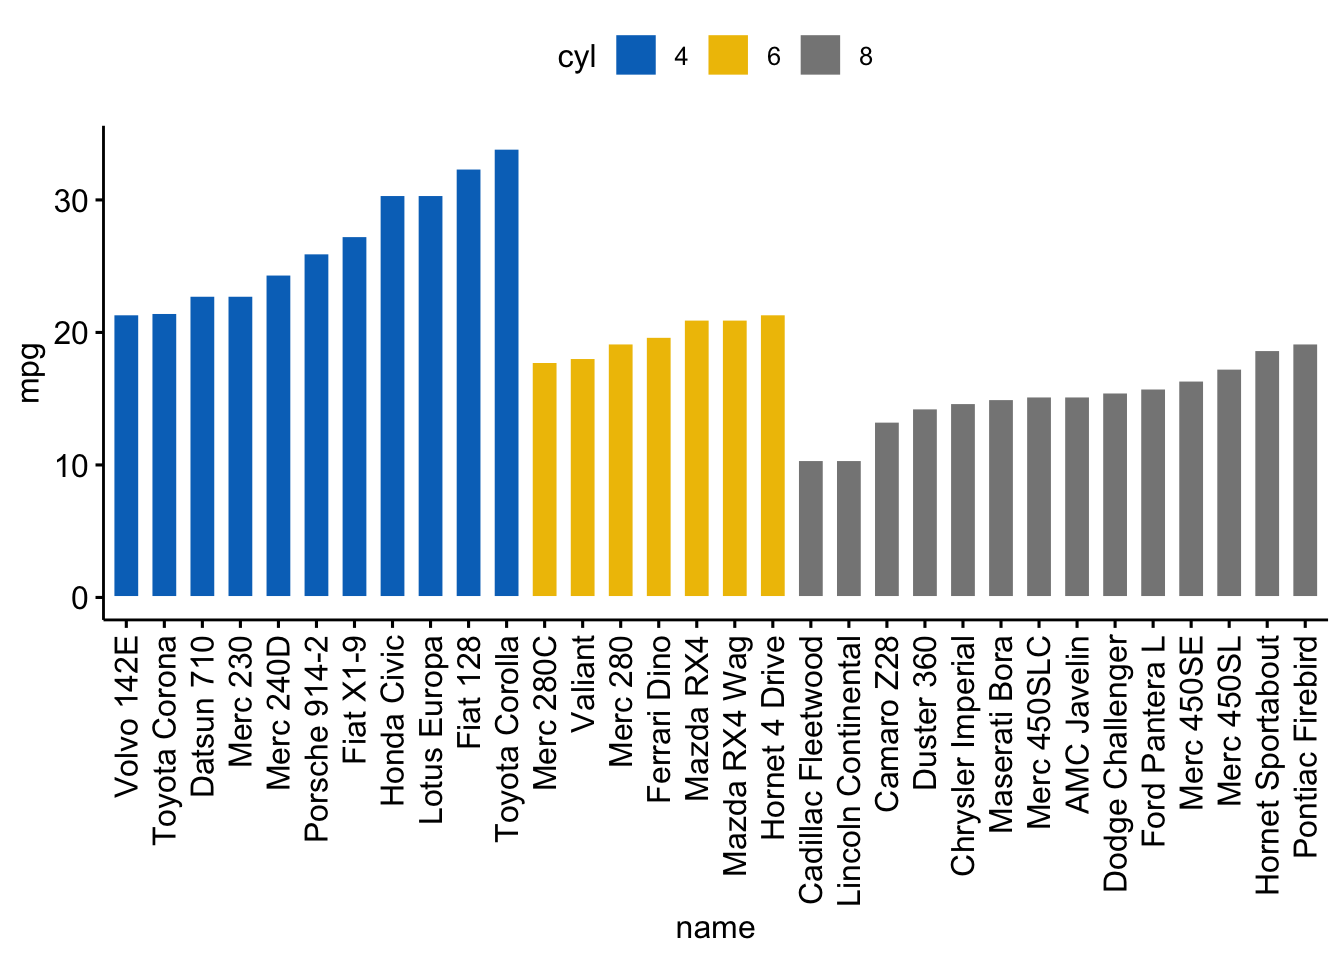 cyl 4 6 8
mpg
30
20
10
0
Volvo 142E
Toyota Corona
Datsun 710
Merc 230
Merc 240D
Porsche 914-2
Fiat X1-9
Honda Civic
Lotus Europa
Fiat 128
Toyota Corolla
Merc 280C
Valiant
Merc 280
Ferrari Dino
Mazda RX4
Mazda RX4 Wag
Hornet 4 Drive
Cadillac Fleetwood
Lincoln Continental
Camaro Z28
Duster 360
Chrysler Imperial
Maserati Bora
Merc 450SLC
AMC Javelin
Dodge Challenger
Ford Pantera L
Merc 450SE
Merc 450SL
Hornet Sportabout
Pontiac Firebird
name